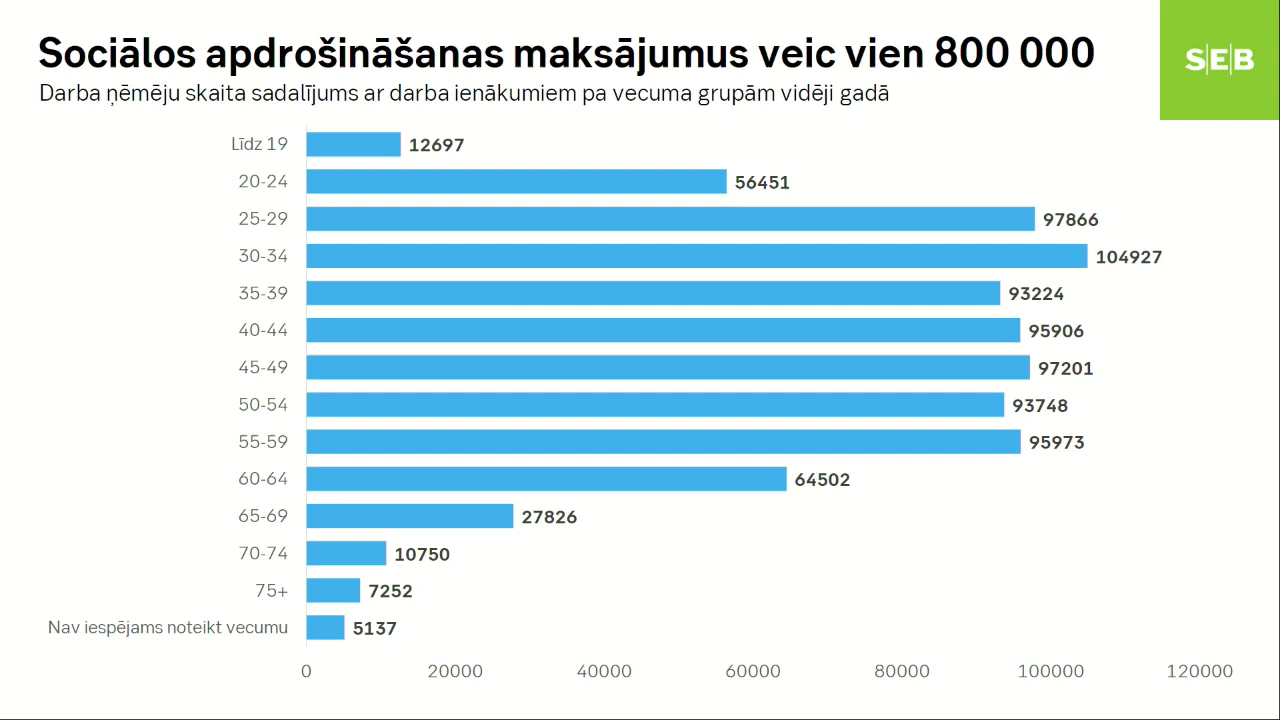 Sociālos apdrošināšanas maksājumus veic vien 800 000
Darba ņēmēju skaita sadalījums ar darba ienākumiem pa vecuma grupām vidēji gadā
S|E|B
Līdz 19 12697
20-24 56451
25-29 97866
30-34 104927
35-39 93224
40-44 95906
45-49 97201
50-54 93748
55-59 95973
60-64 64502
65-69 27826
70-74 10750
75+ 7252
Nav iespējams noteikt vecumu 5137
0 20000 40000 60000 80000 100000 120000